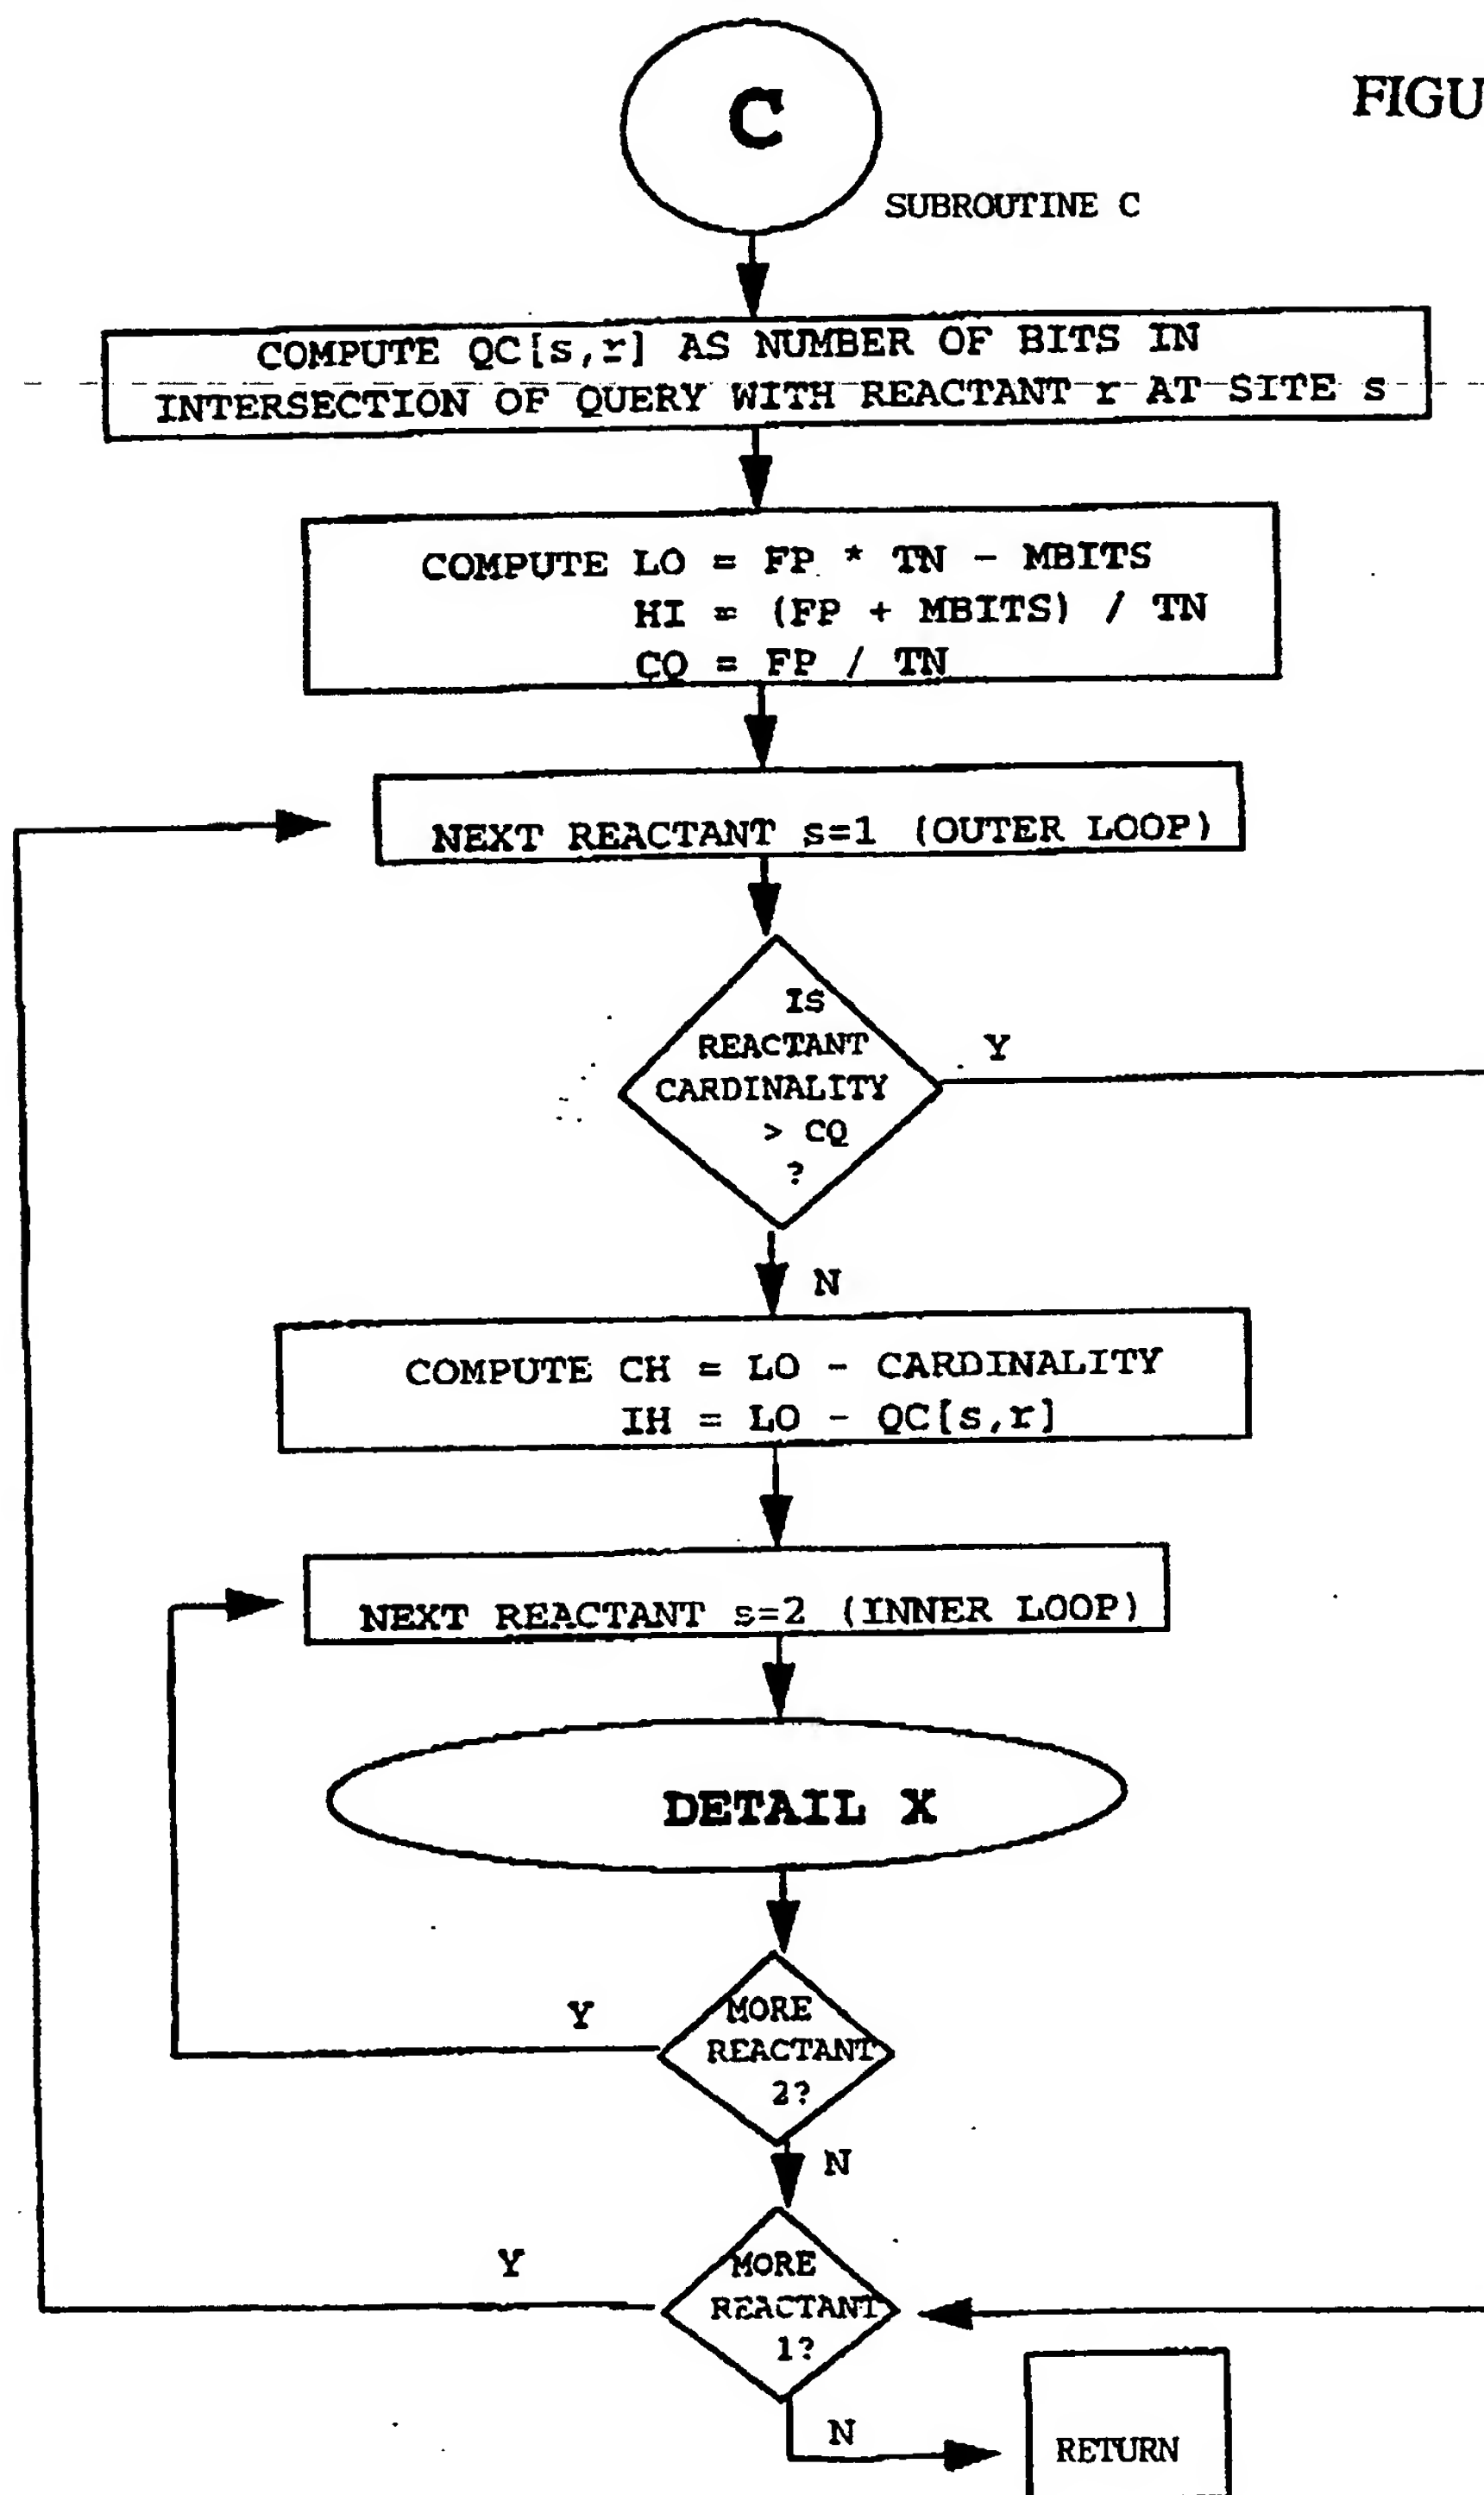 C
FIGU
SUBROUTINE C
COMPUTE QC[s,r] AS NUMBER OF BITS IN
INTERSECTION OF QUERY WITH REACTANT r AT SITE s
COMPUTE LO = FP * TN - MBITS
HI = (FP + MBITS) / TN
CQ = FP / TN
NEXT REACTANT s=1 (OUTER LOOP)
IS
REACTANT
CARDINALITY
> CQ
?
Y
N
COMPUTE CH = LO - CARDINALITY
IH = LO - QC[s,r]
NEXT REACTANT s=2 (INNER LOOP)
DETAIL X
MORE
REACTANT
2?
Y
N
MORE
REACTANT
1?
Y
N
RETURN